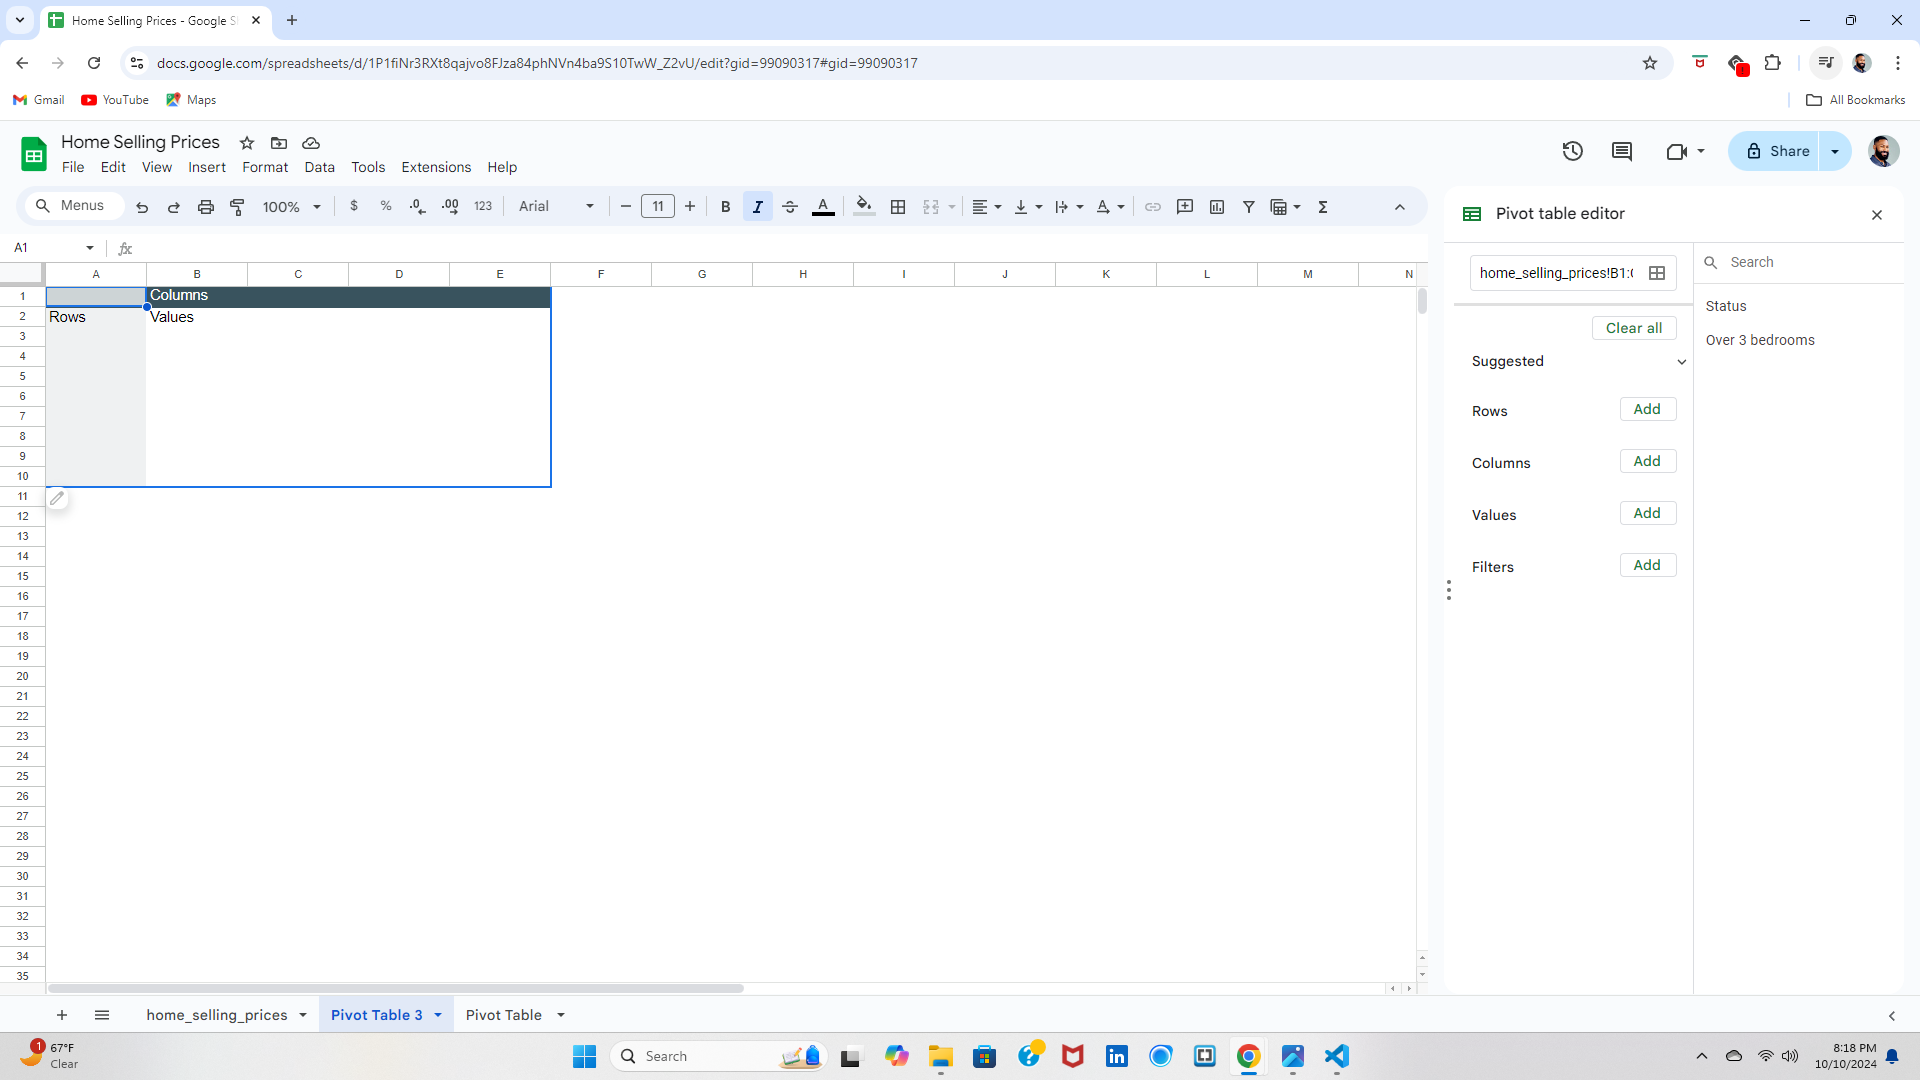 Home Selling Prices - Google S
docs.google.com/spreadsheets/d/1P1fiNr3RXt8qajvo8FJza84phNVn4ba9S10TwW_Z2vU/edit?gid=99090317#gid=99090317
Gmail YouTube Maps All Bookmarks
Home Selling Prices
File Edit View Insert Format Data Tools Extensions Help
Share
Menus 100% $ % .0 .00 123 Arial 11 B I A
Pivot table editor
A1 fx
home_selling_prices!B1:
Search
A B C D E F G H I J K L M N
1 Columns
2 Rows Values
3
4
5
6
7
8
9
10
11
12
13
14
15
16
17
18
19
20
21
22
23
24
25
26
27
28
29
30
31
32
33
34
35
Clear all
Suggested
Rows Add
Columns Add
Values Add
Filters Add
Status
Over 3 bedrooms
home_selling_prices Pivot Table 3 Pivot Table
1 67°F
Clear
Search
8:18 PM
10/10/2024